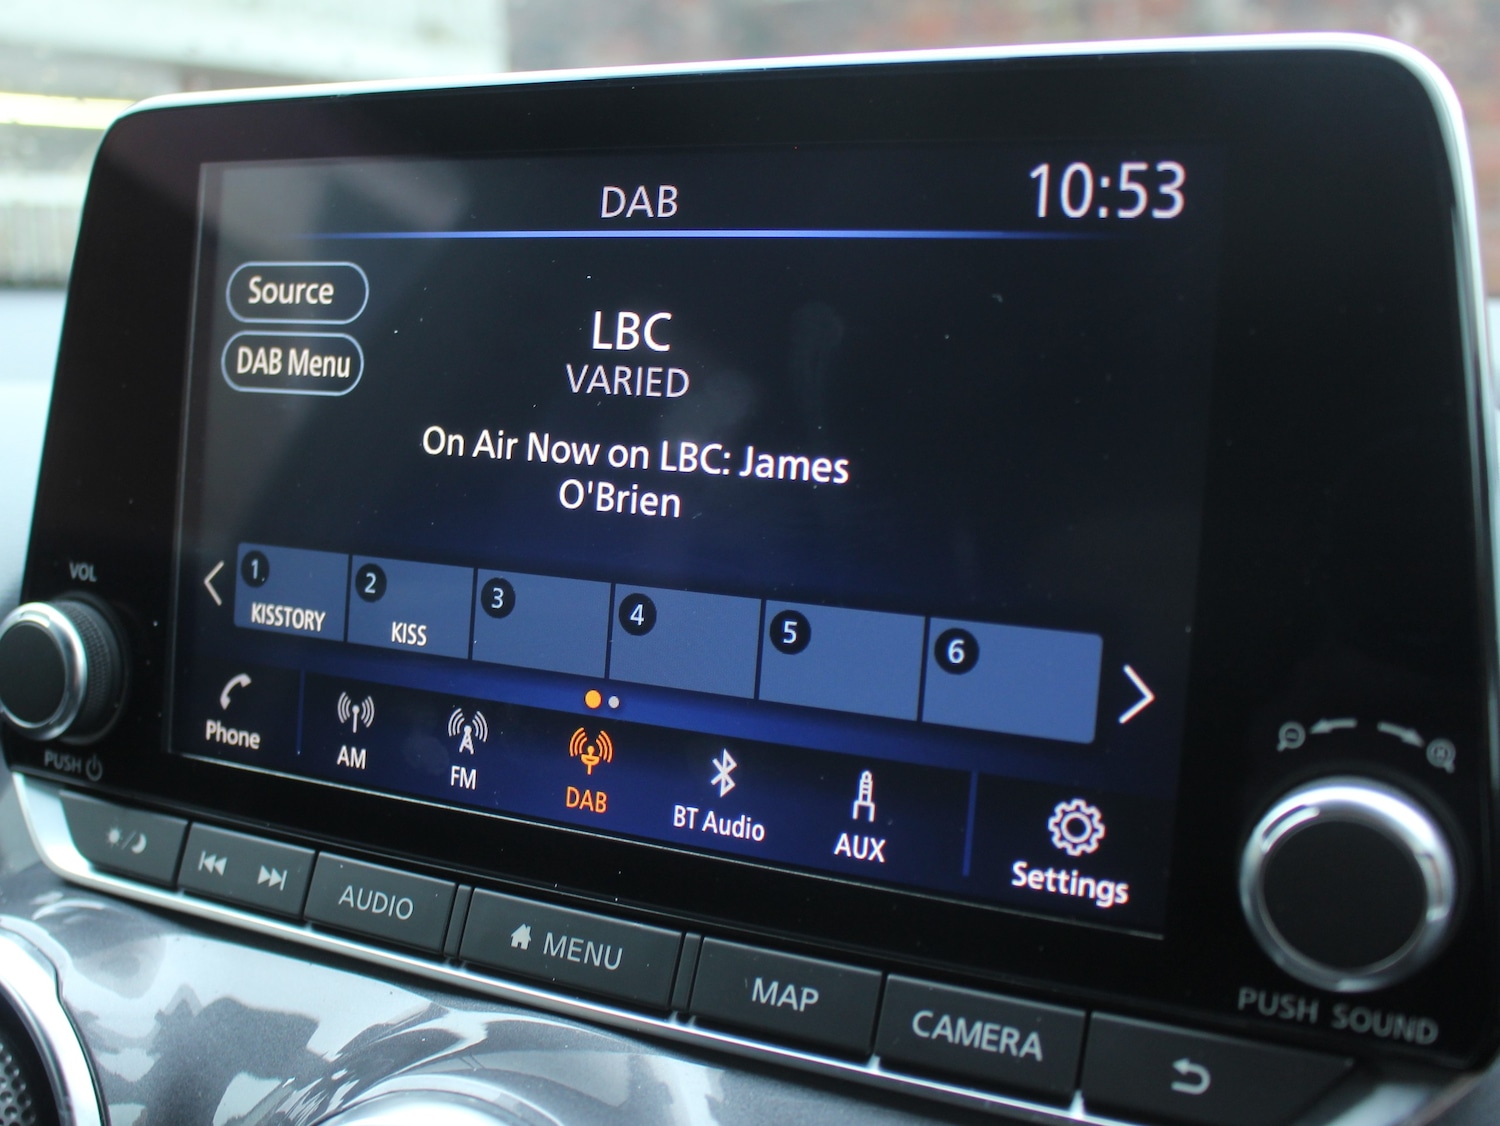 DAB
10:53
Source
DAB Menu
LBC
VARIED
On Air Now on LBC: James
O'Brien
1
KISSTORY
2
KISS
3
4
5
6
Phone
AM
FM
DAB
BT Audio
AUX
Settings
VOL
PUSH
AUDIO
MENU
MAP
CAMERA
PUSH SOUND